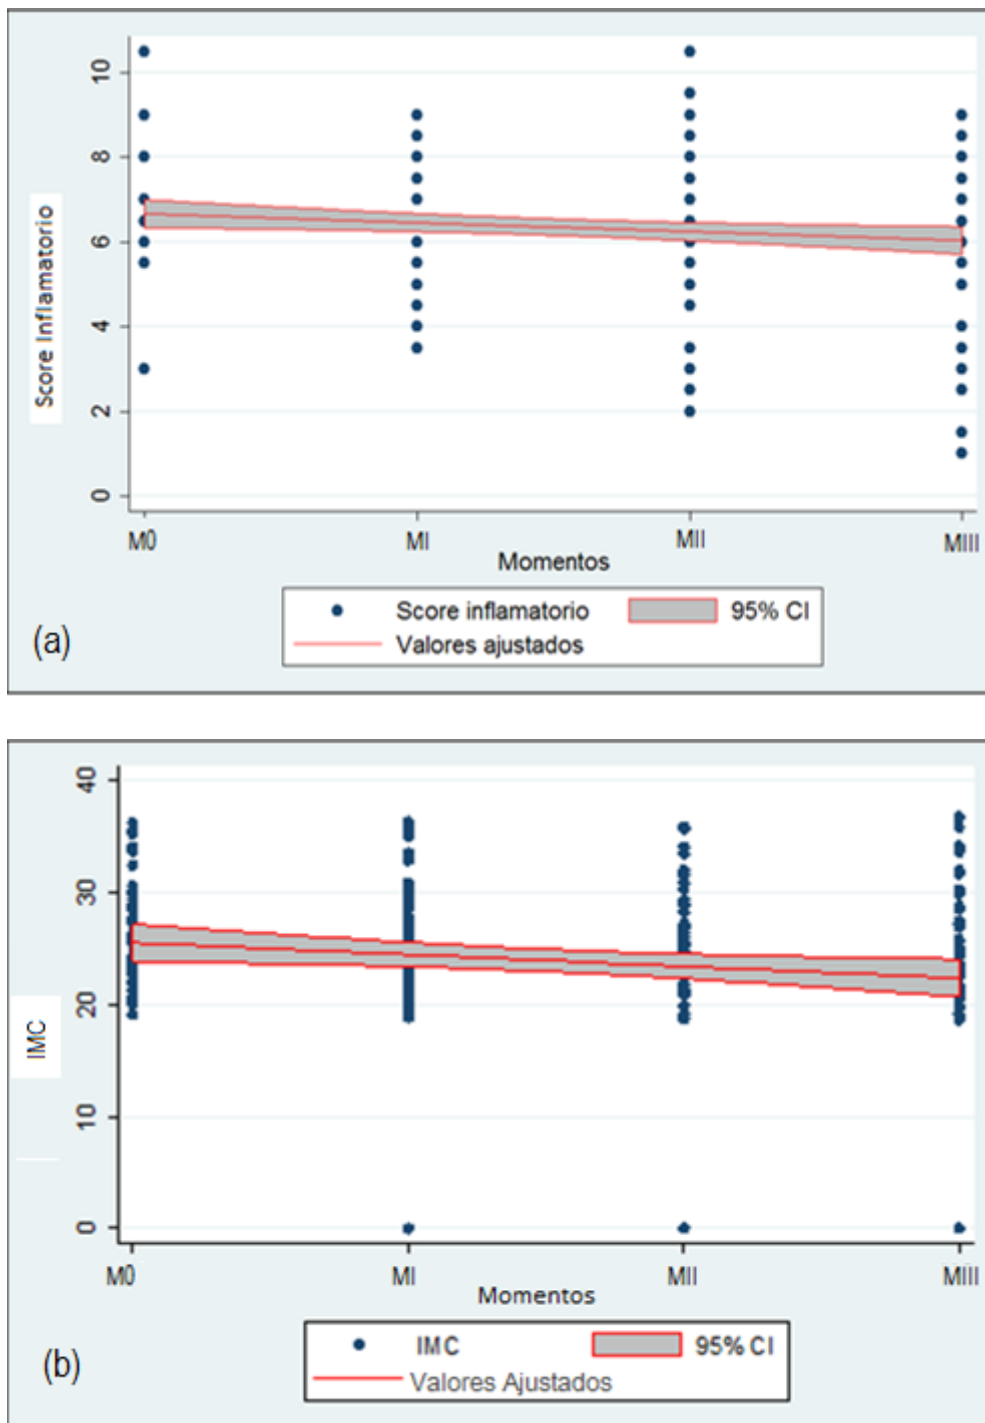 Score Inflamatorio
10
8
6
4
2
0
M0 MI MII MIII
Momentos
Score inflamatorio 95% CI
Valores ajustados
(a)
IMC
40
30
20
10
0
M0 MI MII MIII
Momentos
IMC 95% CI
Valores Ajustados
(b)